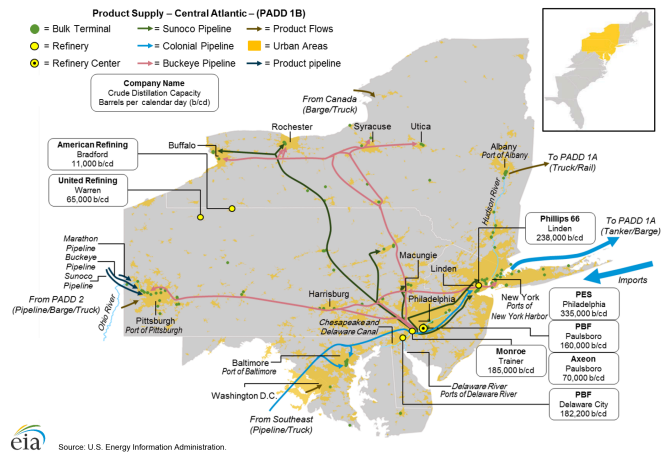 Product Supply – Central Atlantic – (PADD 1B)
= Bulk Terminal
= Sunoco Pipeline
= Product Flows
= Refinery
= Colonial Pipeline
= Urban Areas
= Refinery Center
= Buckeye Pipeline
= Product pipeline
Company Name
Crude Distillation Capacity
Barrels per calendar day (b/cd)
From Canada
(Barge/Truck)
American Refining
Bradford
11,000 b/cd
United Refining
Warren
65,000 b/cd
Buffalo
Rochester
Syracuse
Utica
Albany
Port of Albany
To PADD 1A
(Truck/Rail)
Hudson River
Phillips 66
Linden
238,000 b/cd
To PADD 1A
(Tanker/Barge)
Imports
Marathon
Pipeline
Buckeye
Pipeline
Sunoco
Pipeline
From PADD 2
(Pipeline/Barge/Truck)
Ohio River
Pittsburgh
Port of Pittsburgh
Harrisburg
Macungie
Linden
Philadelphia
New York
Ports of
New York Harbor
Chesapeake and
Delaware Canal
Baltimore
Port of Baltimore
Washington D.C.
From Southeast
(Pipeline/Truck)
Delaware River
Ports of Delaware River
Monroe
Trainer
185,000 b/cd
PES
Philadelphia
335,000 b/cd
PBF
Paulsboro
160,000 b/cd
Axeon
Paulsboro
70,000 b/cd
PBF
Delaware City
182,200 b/cd
eia
Source: U.S. Energy Information Administration.